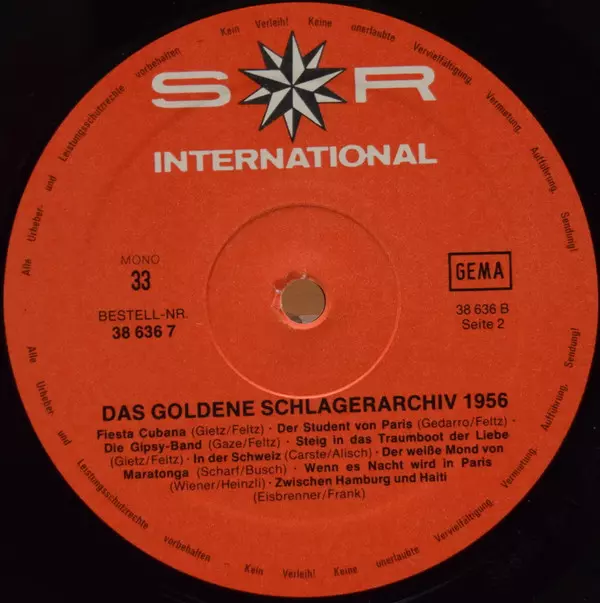 Alle Urheber- und Leistungsschutzrechte vorbehalten Kein Verleih! Keine unerlaubte Vervielfältigung, Vermietung, Aufführung, Sendung!
S R
INTERNATIONAL
MONO
33
BESTELL-NR.
38 636 7
GEMA
38 636 B
Seite 2
DAS GOLDENE SCHLAGERARCHIV 1956
Fiesta Cubana (Gietz/Feltz) · Der Student von Paris (Gedarro/Feltz)
Die Gipsy-Band (Gaze/Feltz) · Steig in das Traumboot der Liebe
(Gietz/Feltz) · In der Schweiz (Carste/Alisch) · Der weiße Mond von
Maratonga (Scharf/Busch) · Wenn es Nacht wird in Paris
(Wiener/Heinzli) · Zwischen Hamburg und Haiti
(Eisbrenner/Frank)
Alle Urheber und Leistungsschutzrechte vorbehalten Kein Verleih! Keine unerlaubte Vervielfältigung, Vermietung, Aufführung, Sendung!